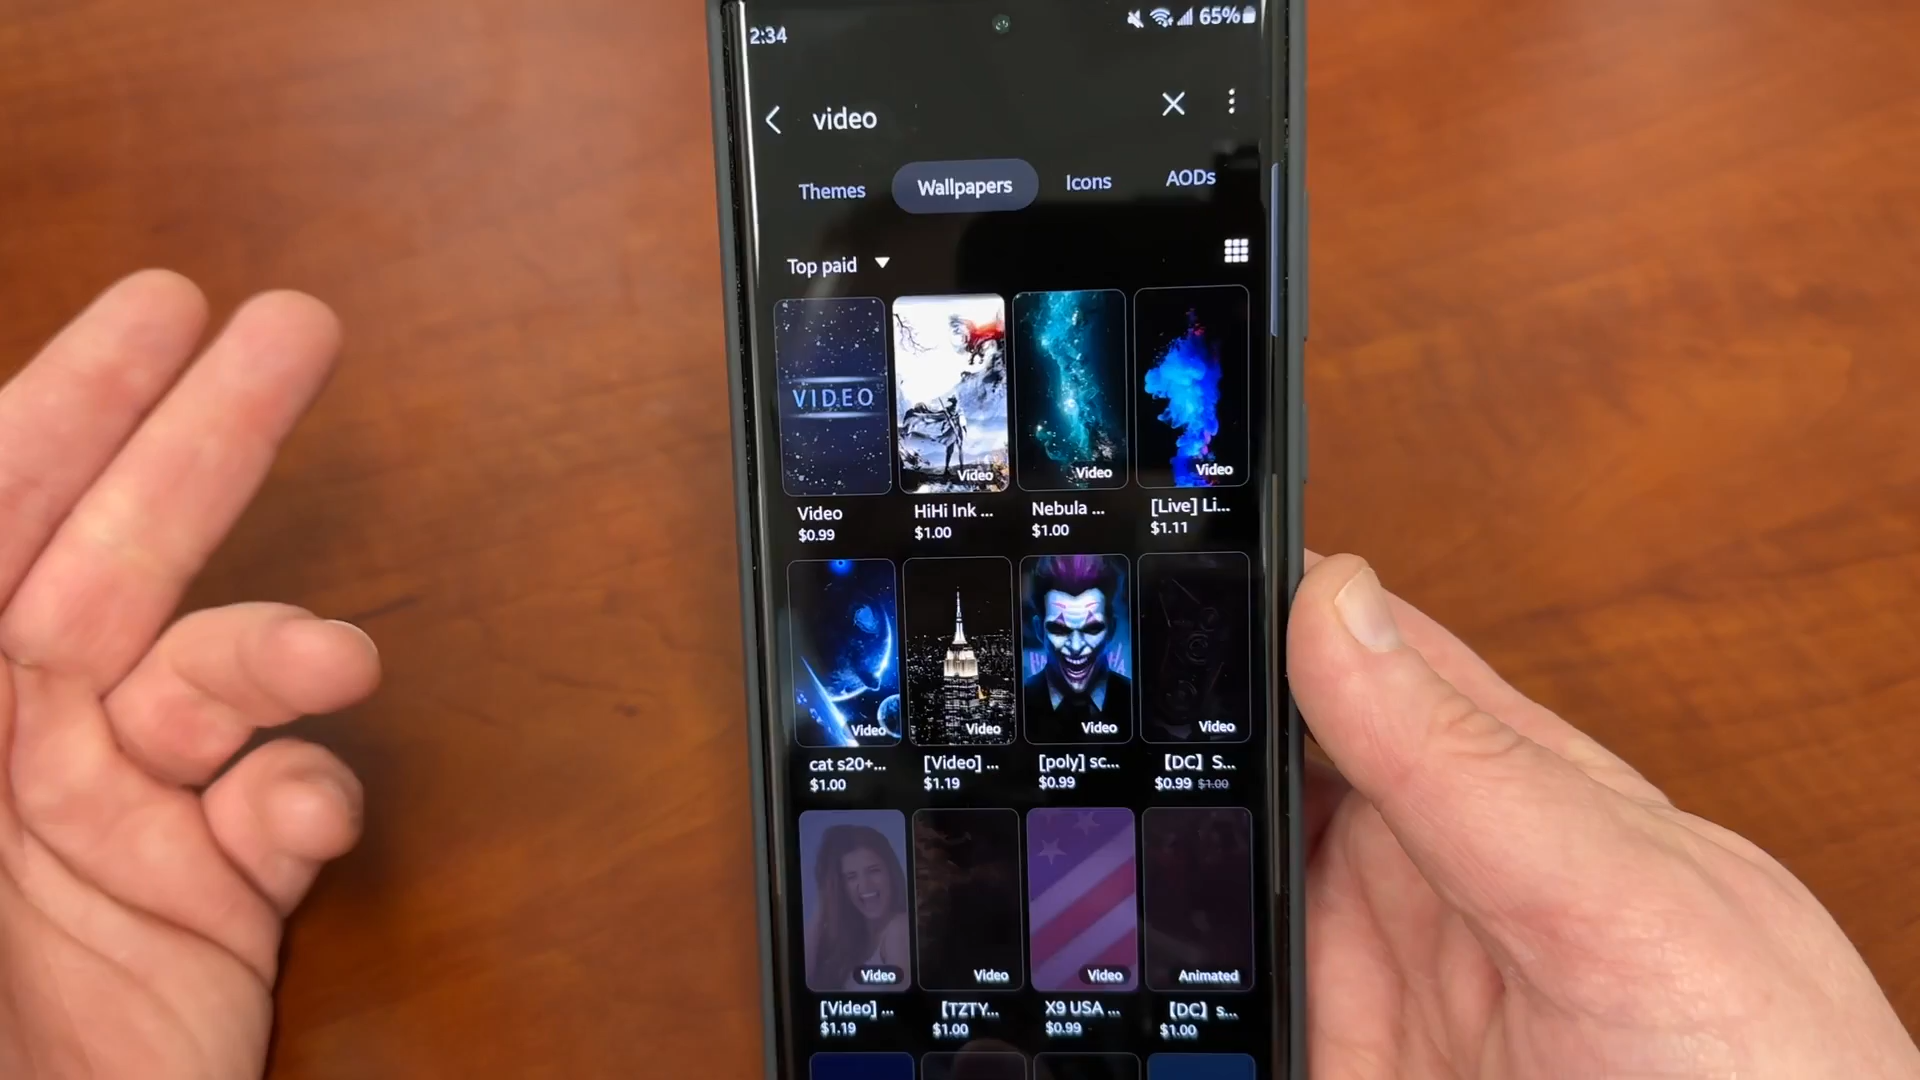 2:34
65%
video
Themes
Wallpapers
Icons
AODs
Top paid
VIDEO
Video
Video
Video
Video
HiHi Ink ...
Nebula ...
[Live] Li...
$0.99
$1.00
$1.00
$1.11
HA
HA
Video
Video
Video
Video
cat s20+...
[Video] ...
[poly] sc...
【DC】 S...
$1.00
$1.19
$0.99
$0.99 $1.00
Video
Video
Video
Animated
[Video] ...
【TZTY...
X9 USA ...
【DC】 s...
$1.19
$1.00
$0.99
$1.00